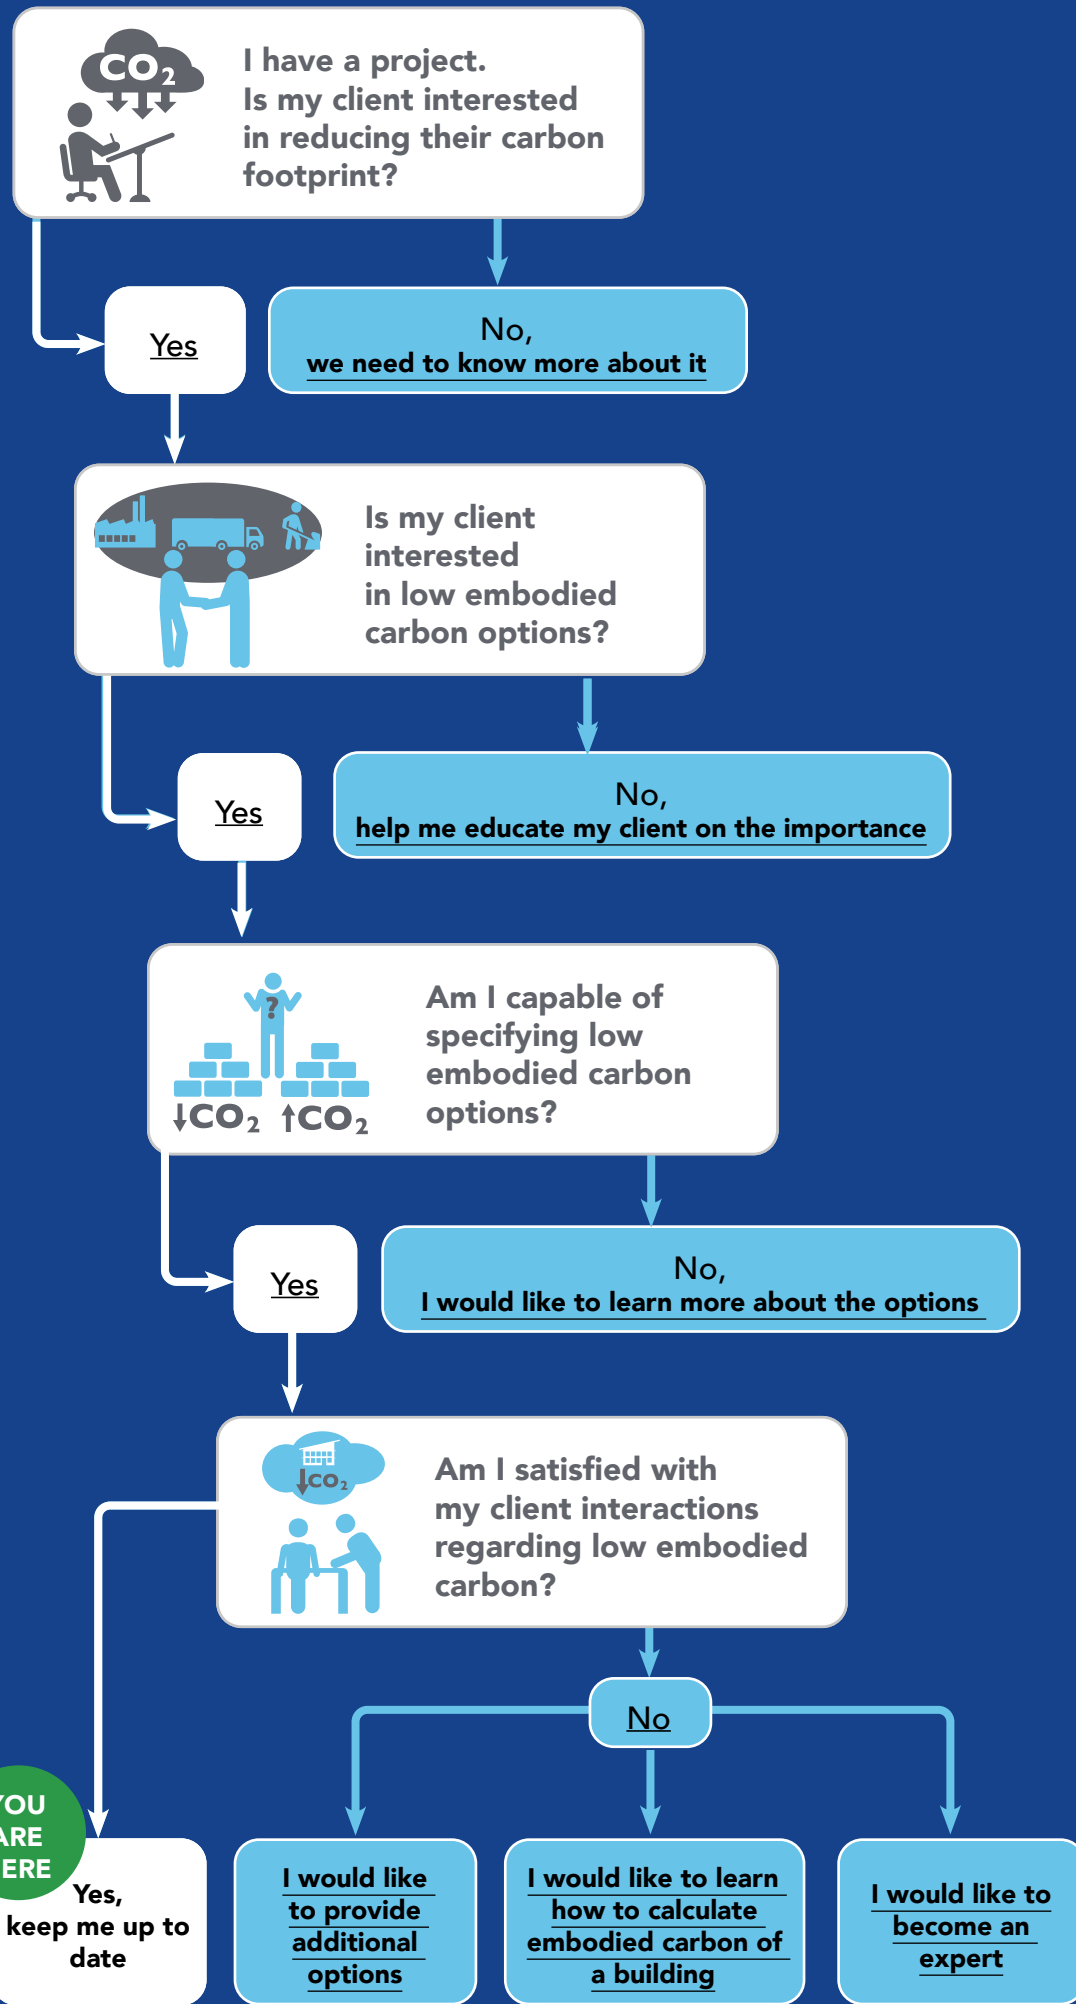 CO2
I have a project.
Is my client interested
in reducing their carbon
footprint?
Yes
No,
we need to know more about it
Is my client
interested
in low embodied
carbon options?
Yes
No,
help me educate my client on the importance
?
↓CO2 ↑CO2
Am I capable of
specifying low
embodied carbon
options?
Yes
No,
I would like to learn more about the options
↓CO2
Am I satisfied with
my client interactions
regarding low embodied
carbon?
No
YOU
ARE
HERE
Yes,
keep me up to
date
I would like
to provide
additional
options
I would like to learn
how to calculate
embodied carbon of
a building
I would like to
become an
expert